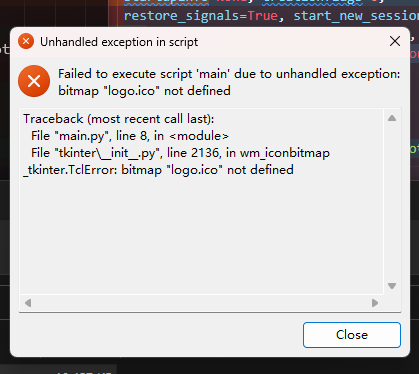 restore_signals=True, start_new_session
Unhandled exception in script
Failed to execute script 'main' due to unhandled exception:
bitmap "logo.ico" not defined
Traceback (most recent call last):
File "main.py", line 8, in <module>
File "tkinter\__init__.py", line 2136, in wm_iconbitmap
_tkinter.TclError: bitmap "logo.ico" not defined
Close